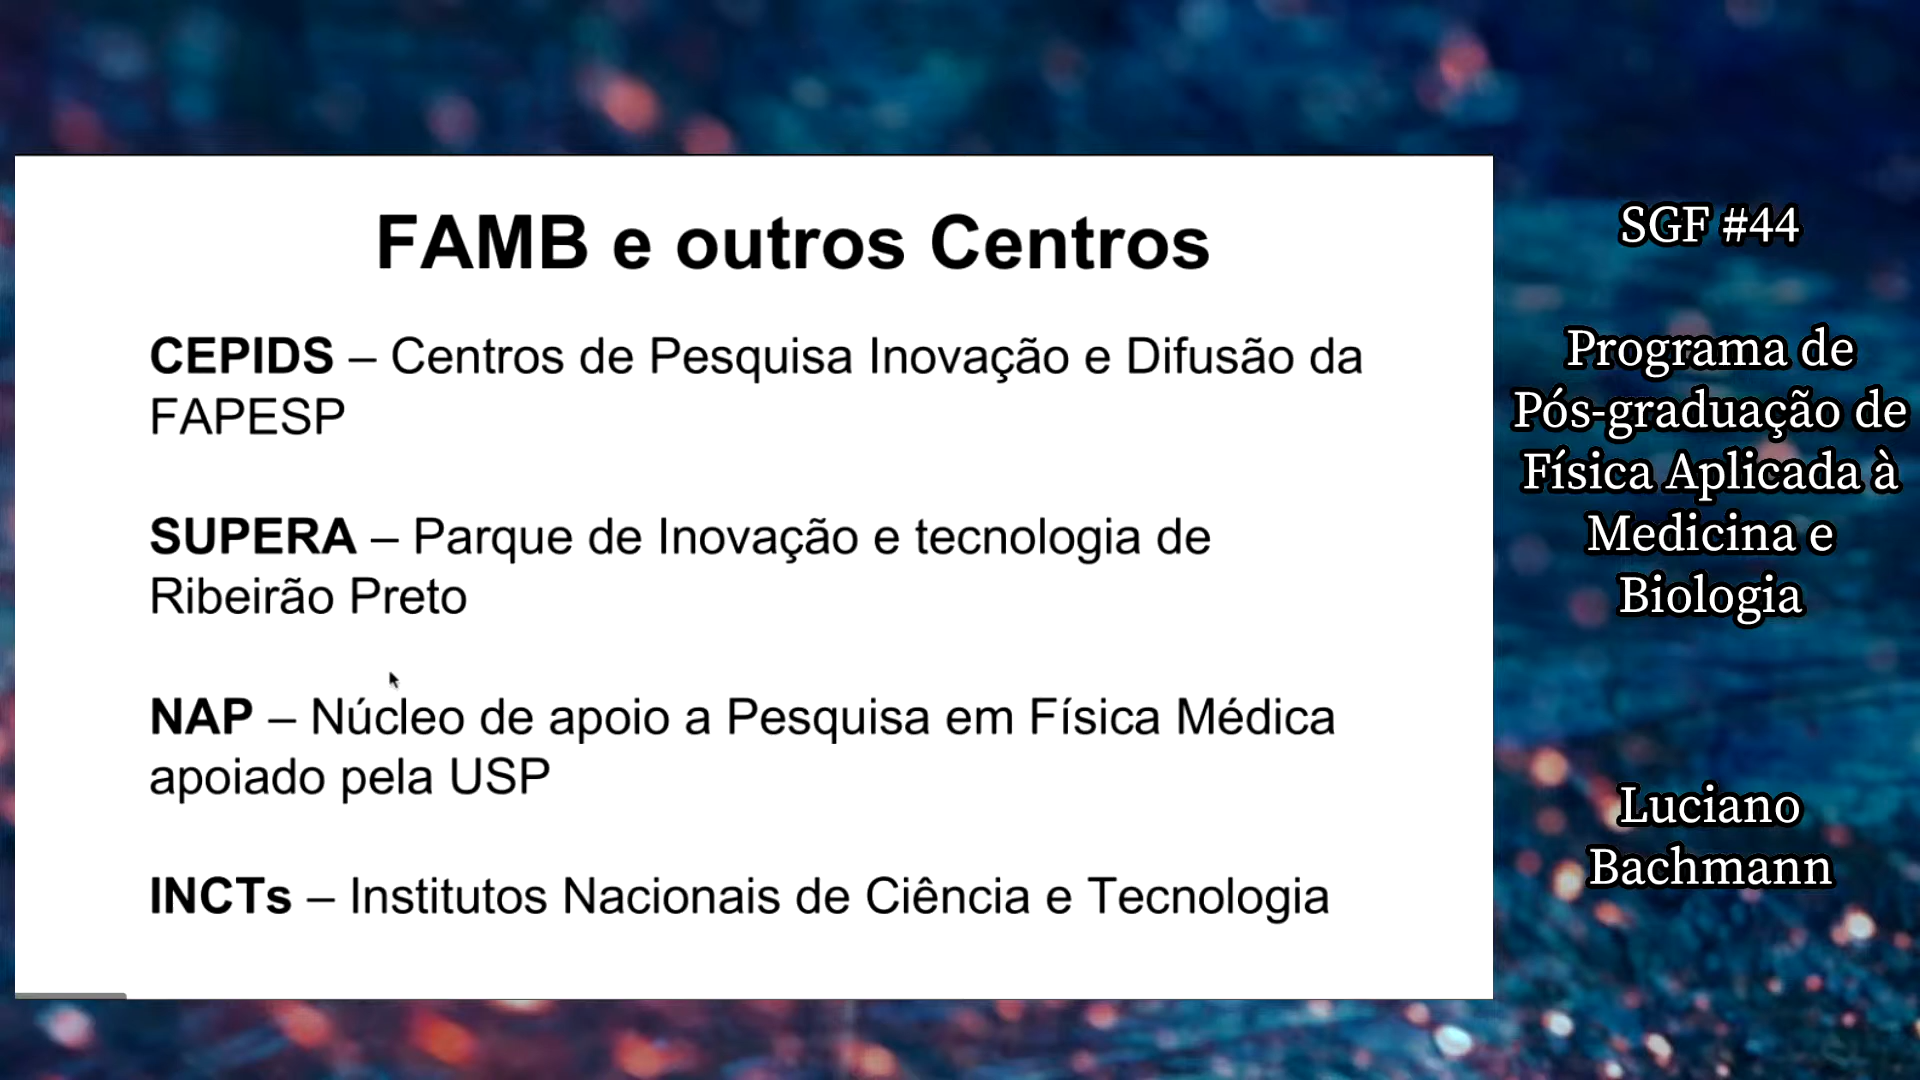 FAMB e outros Centros
CEPIDS – Centros de Pesquisa Inovação e Difusão da
FAPESP
SUPERA – Parque de Inovação e tecnologia de
Ribeirão Preto
NAP – Núcleo de apoio a Pesquisa em Física Médica
apoiado pela USP
INCTs – Institutos Nacionais de Ciência e Tecnologia
SGF #44
Programa de
Pós-graduação de
Física Aplicada à
Medicina e
Biologia
Luciano
Bachmann